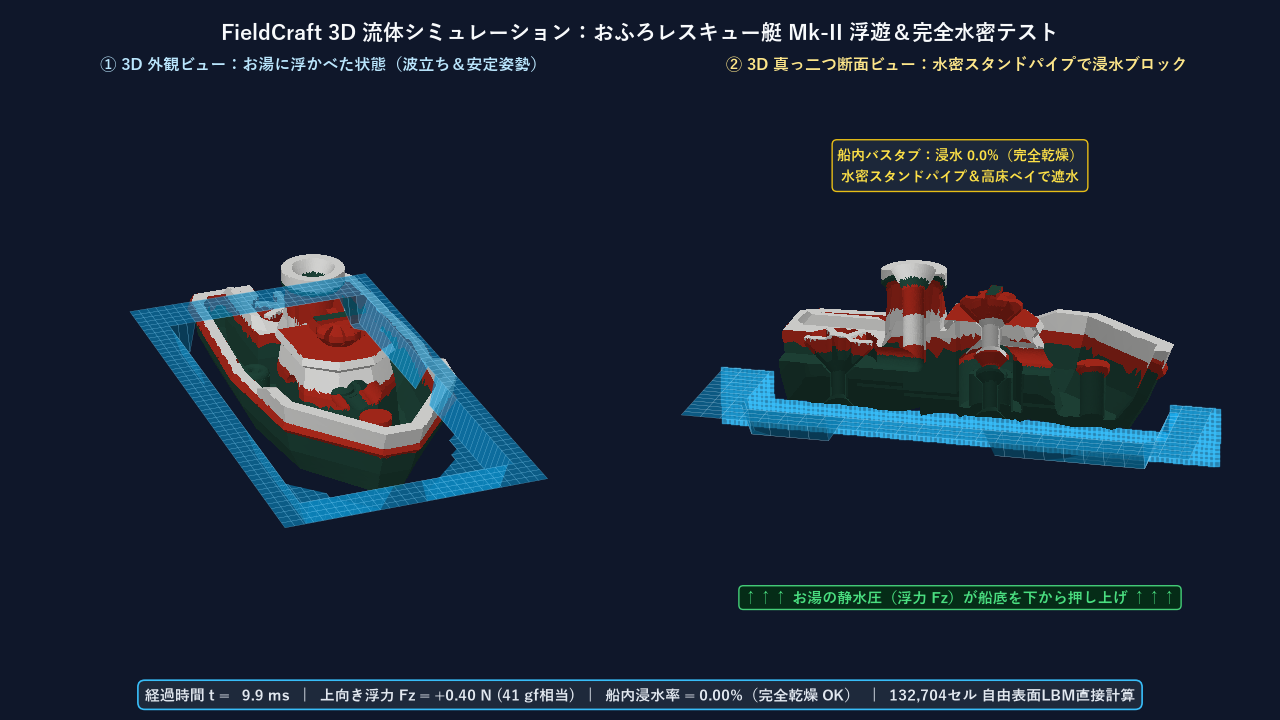 FieldCraft 3D 流体シミュレーション：おふろレスキュー艇 Mk-II 浮遊＆完全水密テスト
① 3D 外観ビュー：お湯に浮かべた状態（波立ち＆安定姿勢）
② 3D 真っ二つ断面ビュー：水密スタンドパイプで浸水ブロック
船内バスタブ：浸水 0.0%（完全乾燥）
水密スタンドパイプ＆高床ベイで遮水
↑ ↑ ↑ お湯の静水圧（浮力 Fz）が船底を下から押し上げ ↑ ↑ ↑
経過時間 t = 9.9 ms ｜ 上向き浮力 Fz = +0.40 N (41 gf相当) ｜ 船内浸水率 = 0.00%（完全乾燥 OK） ｜ 132,704セル 自由表面LBM直接計算